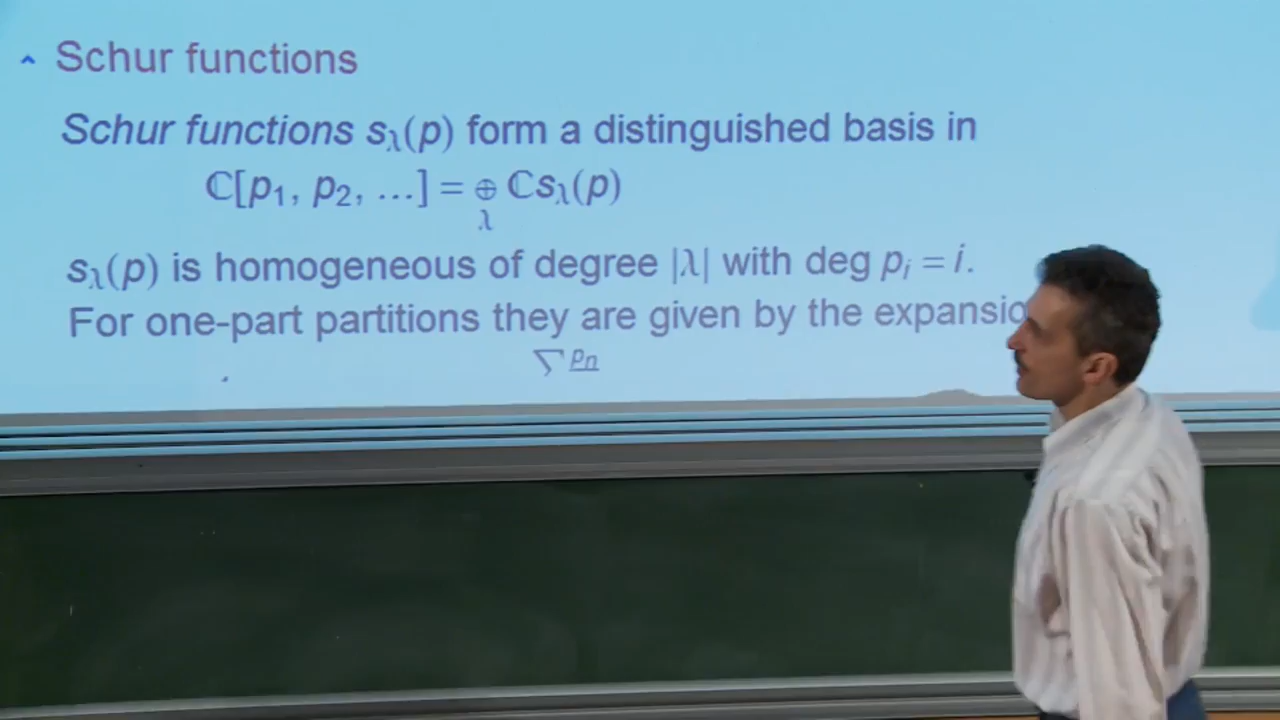 Schur functions
Schur functions sλ(p) form a distinguished basis in
ℂ[p₁, p₂, ...] = ⊕ ℂsλ(p)
λ
sλ(p) is homogeneous of degree |λ| with deg pᵢ = i.
For one-part partitions they are given by the expansio
∑ pₙ